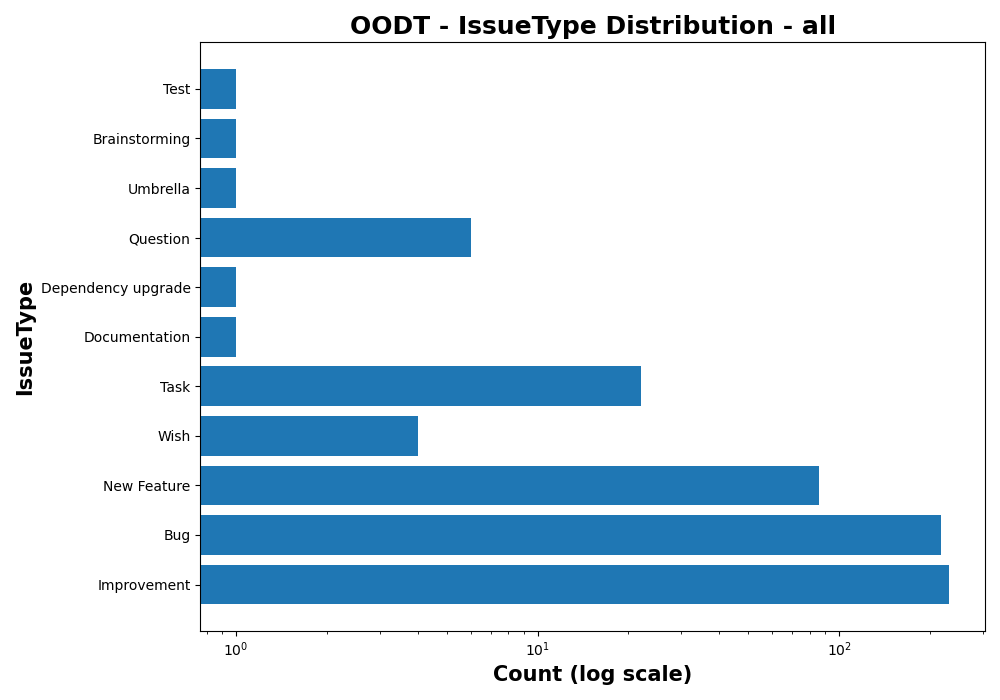 OODT - IssueType Distribution - all
Test
Brainstorming
Umbrella
Question
Dependency upgrade
Documentation
Task
Wish
New Feature
Bug
Improvement
IssueType
10⁰ 10¹ 10²
Count (log scale)